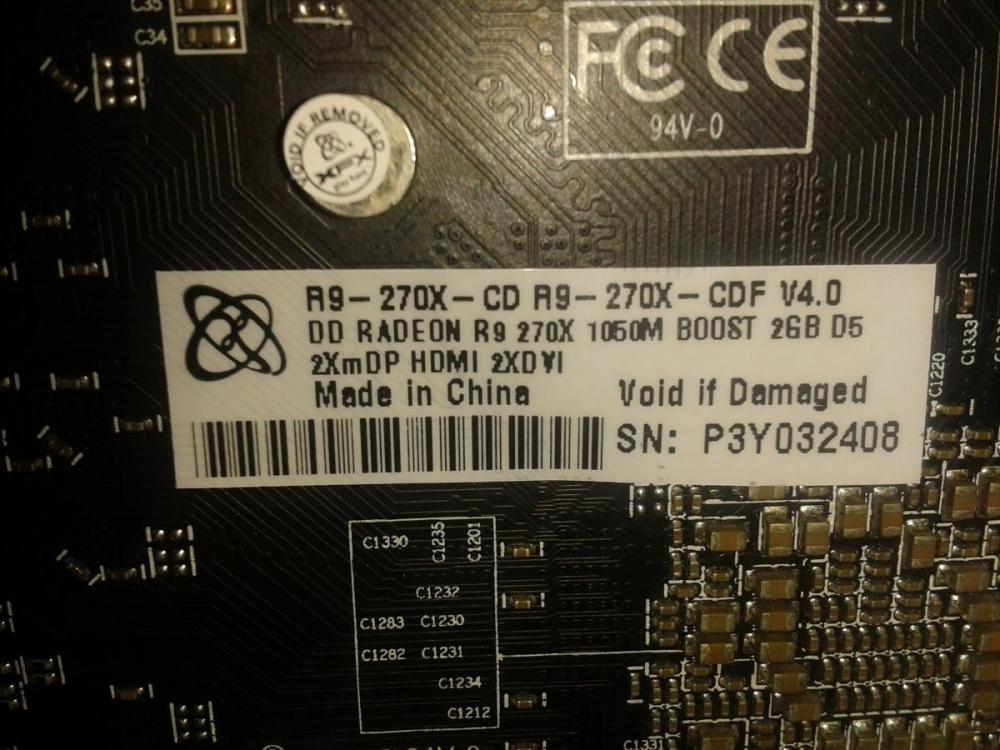 C35
C34
FC CE
94V-0
VOID IF REMOVED
XFX
R9-270X-CD R9-270X-CDF V4.0
DD RADEON R9 270X 1050M BOOST 2GB D5
2XmDP HDMI 2XDVI
Made in China
Void if Damaged
SN: P3Y032408
C1333
C1220
C1330
C1235
C1201
C1232
C1283 C1230
C1282 C1231
C1234
C1212
C1331